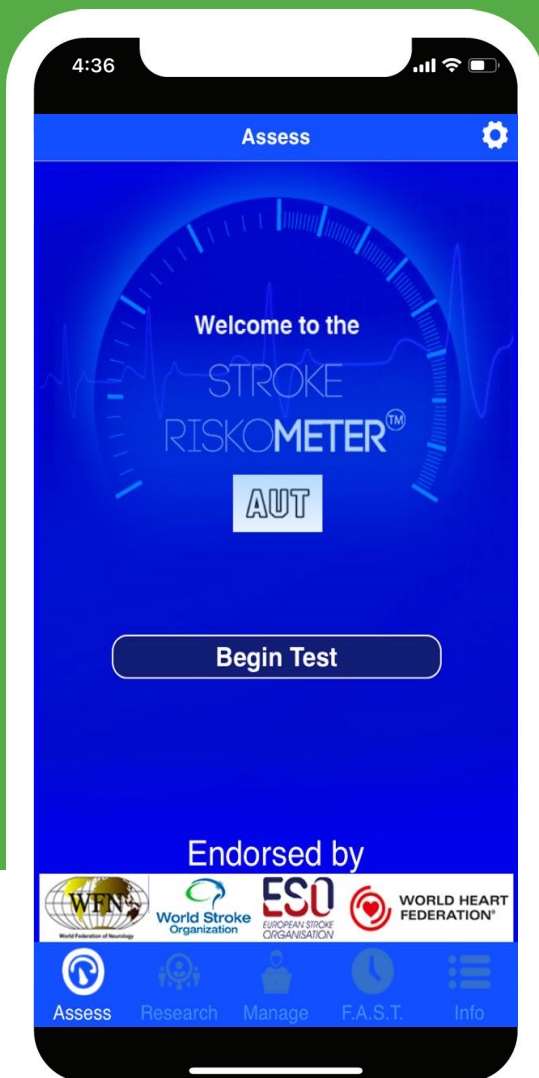 4:36
Assess
Welcome to the
STROKE
RISKOMETER™
AUT
Begin Test
Endorsed by
WFN
World Federation of Neurology
World Stroke
Organization
ESO
EUROPEAN STROKE
ORGANISATION
WORLD HEART
FEDERATION®
Assess Research Manage F.A.S.T. Info